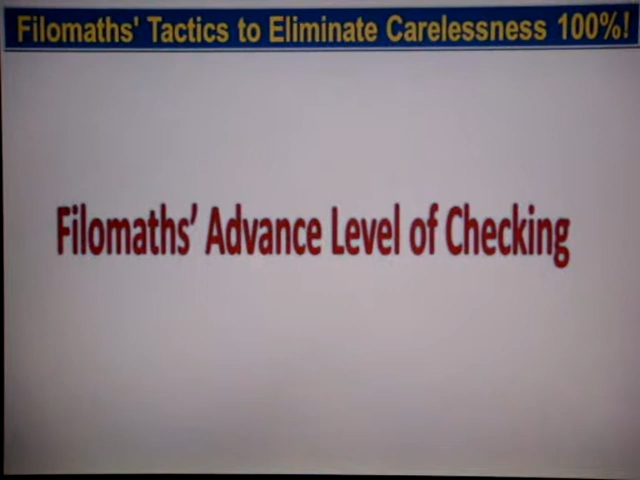 Filomaths' Tactics to Eliminate Carelessness 100%!
Filomaths’ Advance Level of Checking